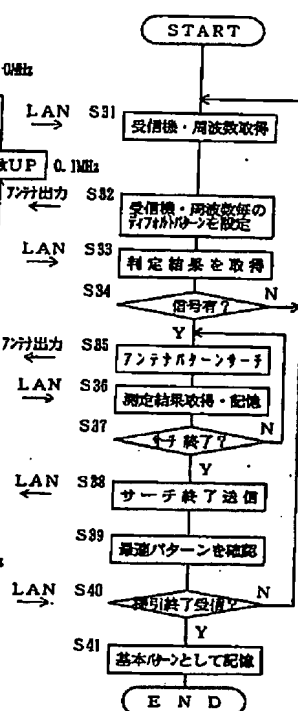 START
0MHz
LAN
S31
受信機・周波数取得
UP
0.1MHz
アンテナ出力
S32
受信機・周波数毎の
ディフォルトパターンを設定
LAN
S33
判定結果を取得
S34
信号有?
N
Y
アンテナ出力
S35
アンテナパターンサーチ
LAN
S36
測定結果取得・記憶
S37
サーチ終了?
N
Y
LAN
S38
サーチ終了送信
S39
最適パターンを確認
LAN
S40
終了受信?
N
Y
S41
基本パターンとして記憶
END